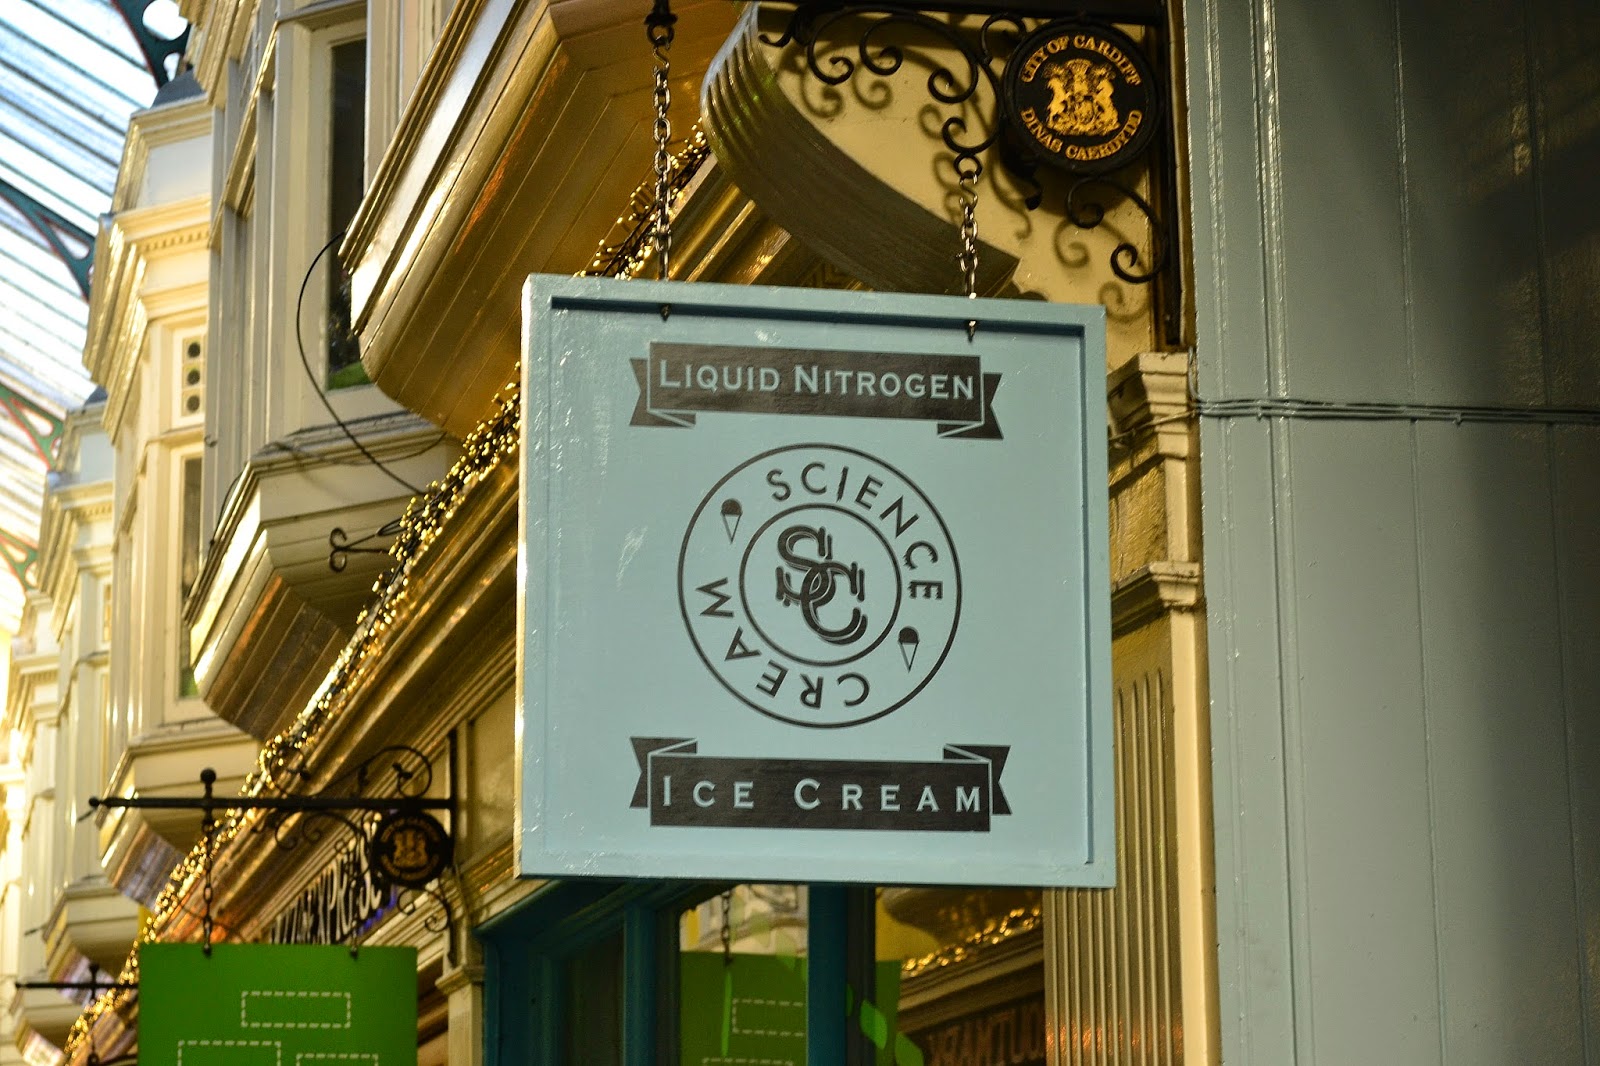 CITY OF CARDIFF
DINAS CAERDYDD
LIQUID NITROGEN
SCIENCE
SC
CREAM
ICE CREAM